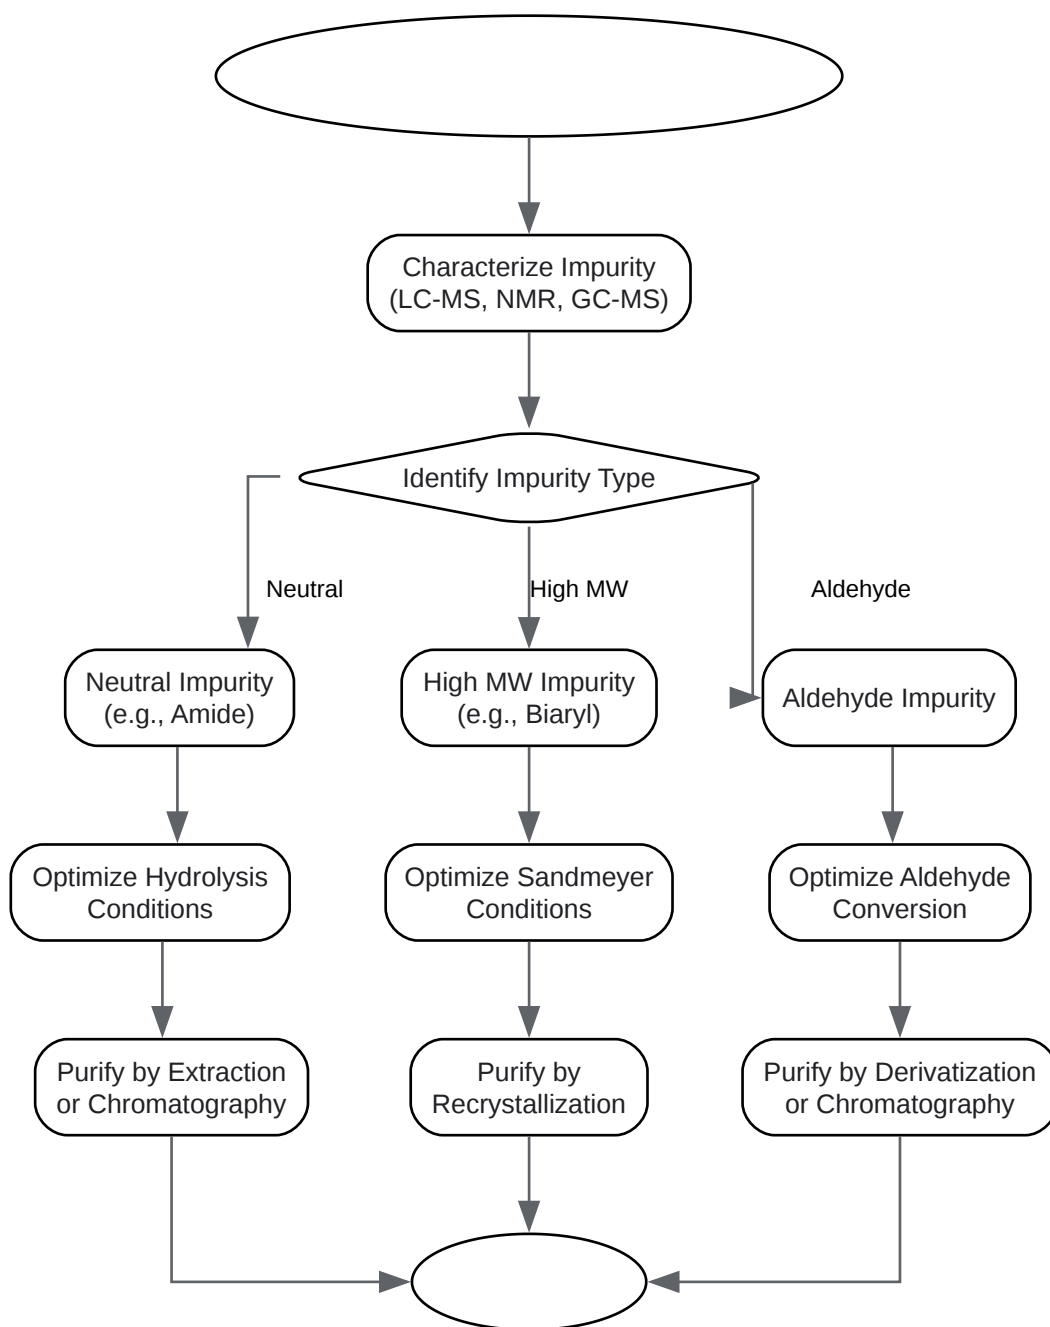 Characterize Impurity
(LC-MS, NMR, GC-MS)
Identify Impurity Type
Neutral
High MW
Aldehyde
Neutral Impurity
(e.g., Amide)
High MW Impurity
(e.g., Biaryl)
Aldehyde Impurity
Optimize Hydrolysis
Conditions
Optimize Sandmeyer
Conditions
Optimize Aldehyde
Conversion
Purify by Extraction
or Chromatography
Purify by
Recrystallization
Purify by Derivatization
or Chromatography